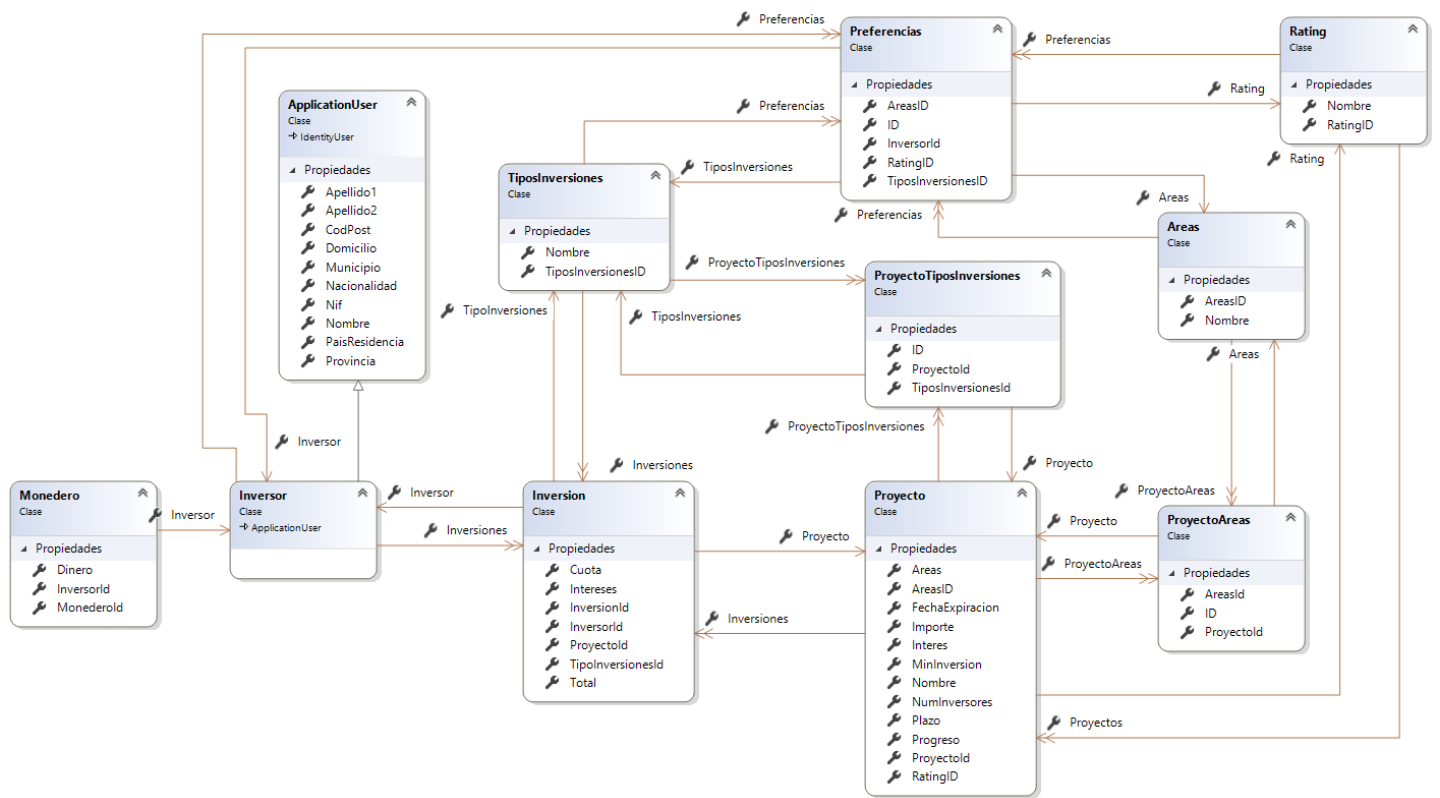 Preferencias
Preferencias
Clase
Propiedades
AreasID
ID
InversorId
RatingID
TiposInversionesID
Preferencias
Rating
Rating
Clase
Propiedades
Nombre
RatingID
Rating
ApplicationUser
Clase
IdentityUser
Propiedades
Apellido1
Apellido2
CodPost
Domicilio
Municipio
Nacionalidad
Nif
Nombre
PaisResidencia
Provincia
Preferencias
TiposInversiones
TiposInversiones
Clase
Propiedades
Nombre
TiposInversionesID
Preferencias
Areas
Areas
Clase
Propiedades
AreasID
Nombre
Areas
ProyectoTiposInversiones
ProyectoTiposInversiones
Clase
Propiedades
ID
ProyectoId
TiposInversionesId
TipoInversiones
TiposInversiones
ProyectoTiposInversiones
Inversor
Inversiones
Proyecto
ProyectoAreas
Monedero
Clase
Propiedades
Dinero
InversorId
MonederoId
Inversor
Inversor
Clase
ApplicationUser
Inversor
Inversiones
Inversion
Clase
Propiedades
Cuota
Intereses
InversionId
InversorId
ProyectoId
TipoInversionesId
Total
Proyecto
Inversiones
Proyecto
Clase
Propiedades
Areas
AreasID
FechaExpiracion
Importe
Interes
MinInversion
Nombre
NumInversores
Plazo
Progreso
ProyectoId
RatingID
Proyecto
ProyectoAreas
ProyectoAreas
Clase
Propiedades
AreasId
ID
ProyectoId
Proyectos